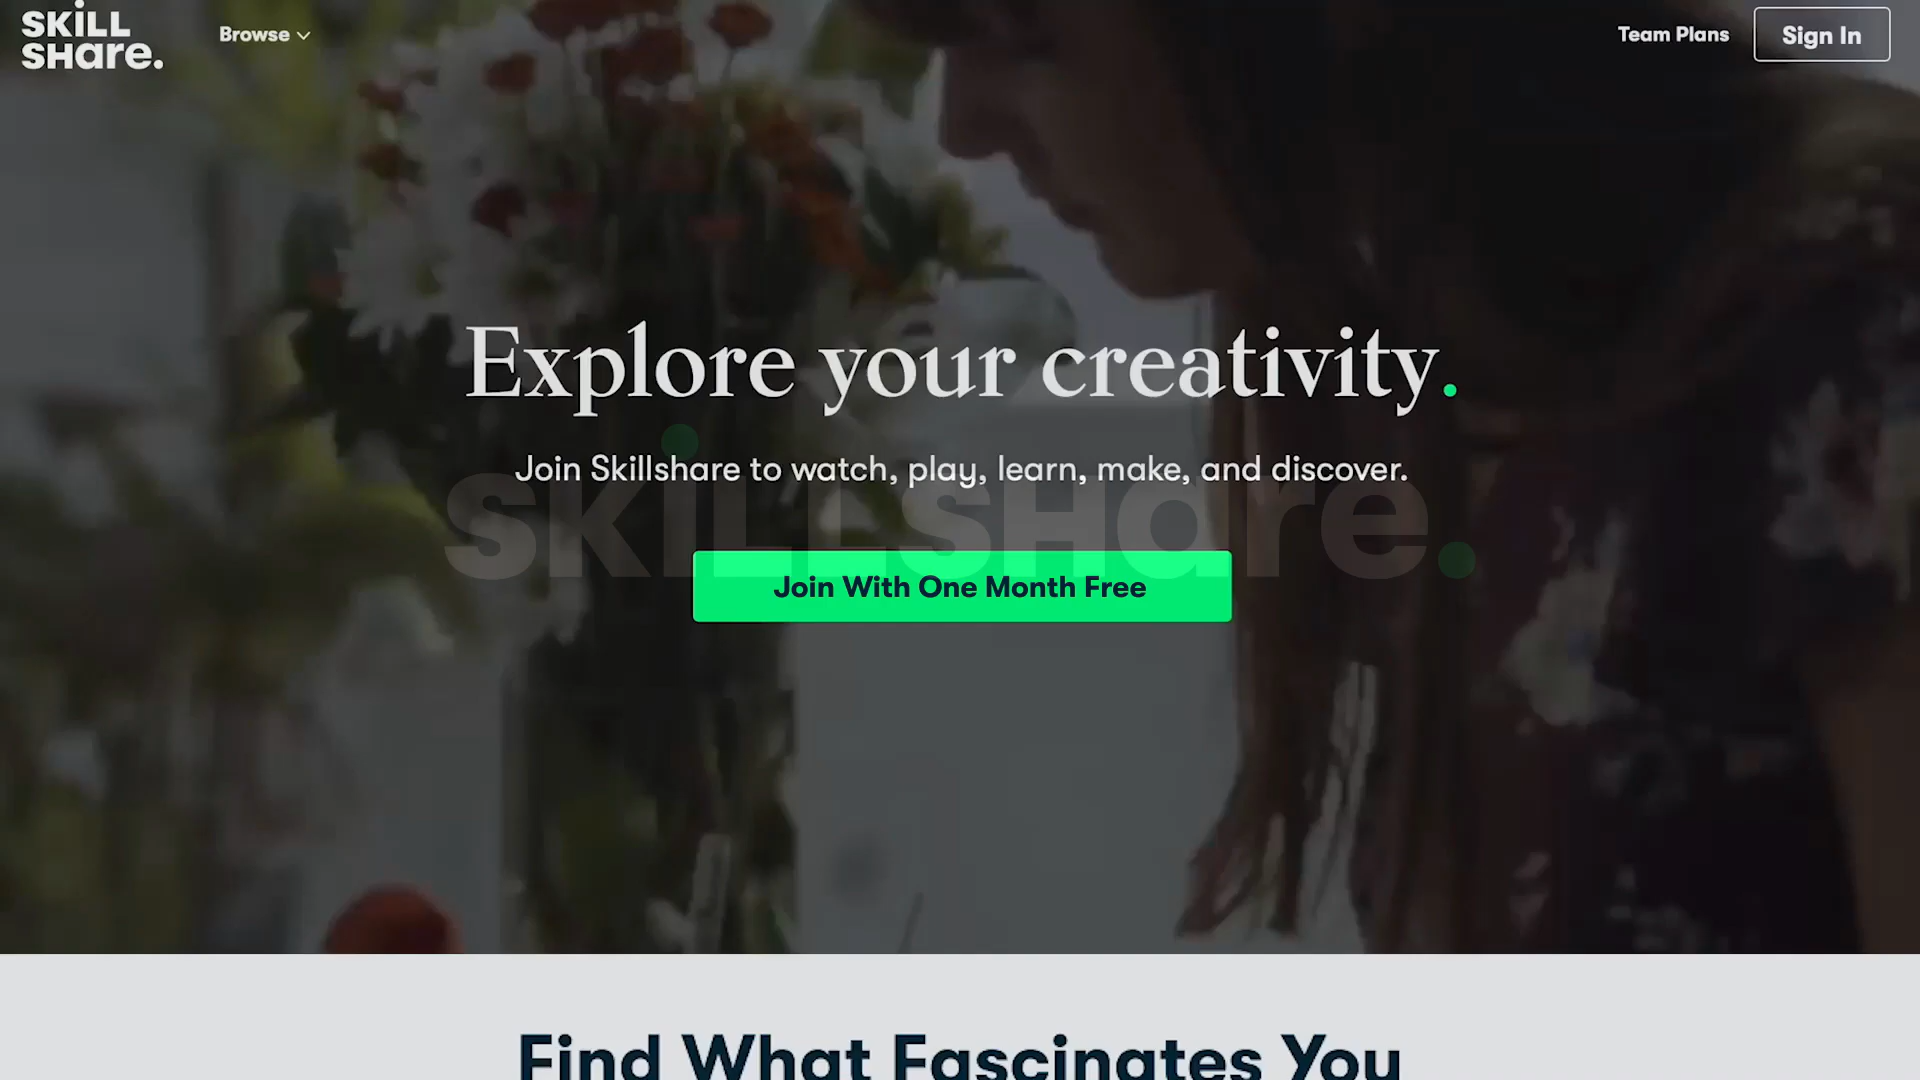 SKiLL
SHare.
Browse
Team Plans
Sign In
Explore your creativity.
Join Skillshare to watch, play, learn, make, and discover.
SKiLLSHare.
Join With One Month Free
Find What Fascinates You